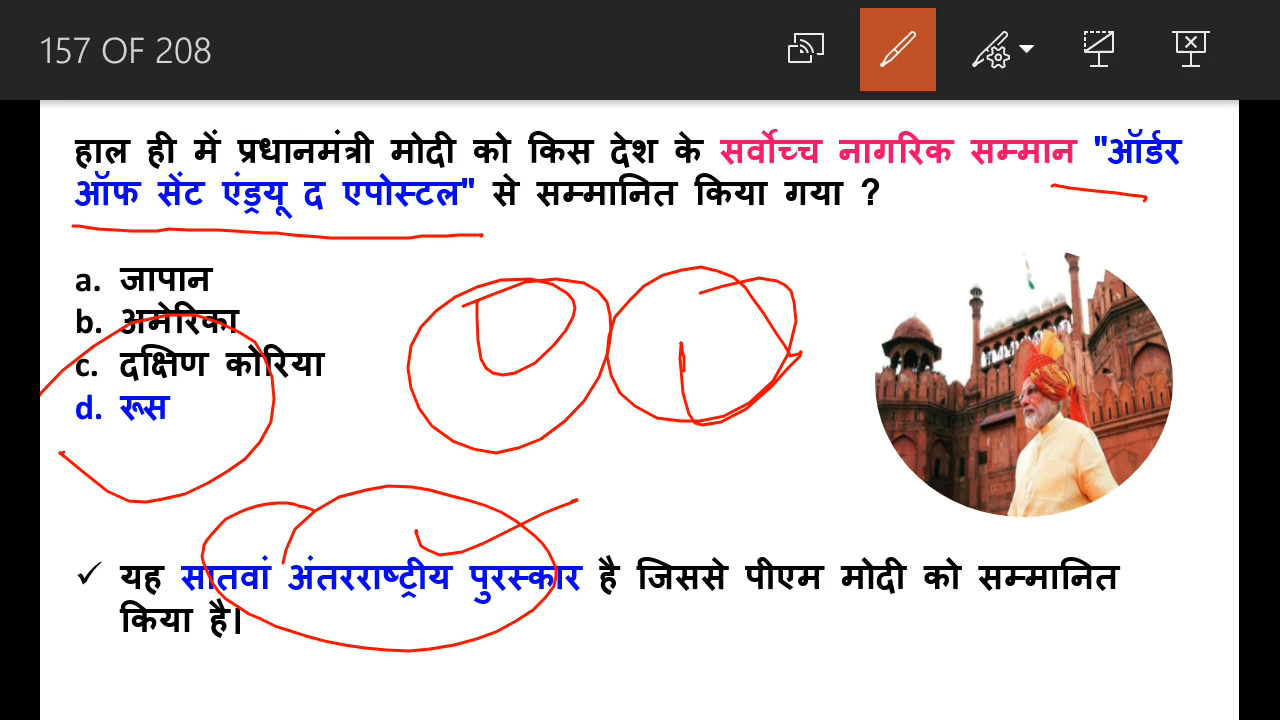 157 OF 208
हाल ही में प्रधानमंत्री मोदी को किस देश के सर्वोच्च नागरिक सम्मान "ऑर्डर
ऑफ सेंट एंड्रयू द एपोस्टल" से सम्मानित किया गया ?
a. जापान
b. अमेरिका
c. दक्षिण कोरिया
d. रूस
✓ यह सातवां अंतरराष्ट्रीय पुरस्कार है जिससे पीएम मोदी को सम्मानित
किया है।